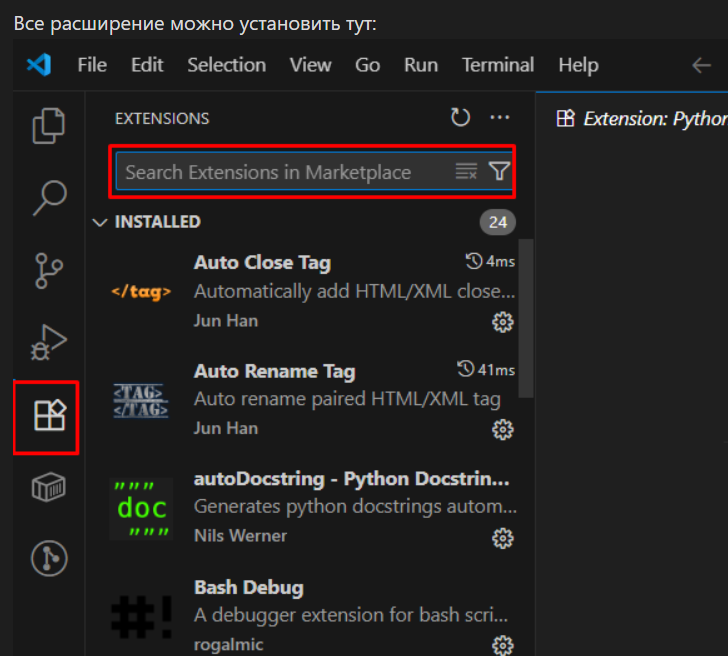 Все расширение можно установить тут:
File Edit Selection View Go Run Terminal Help
EXTENSIONS
Extension: Python
Search Extensions in Marketplace
INSTALLED 24
Auto Close Tag 4ms
</tag> Automatically add HTML/XML close...
Jun Han
Auto Rename Tag 41ms
<TAG>
</TAG> Auto rename paired HTML/XML tag
Jun Han
autoDocstring - Python Docstrin...
"""
doc Generates python docstrings autom...
""" Nils Werner
Bash Debug
#! A debugger extension for bash scri...
rogalmic